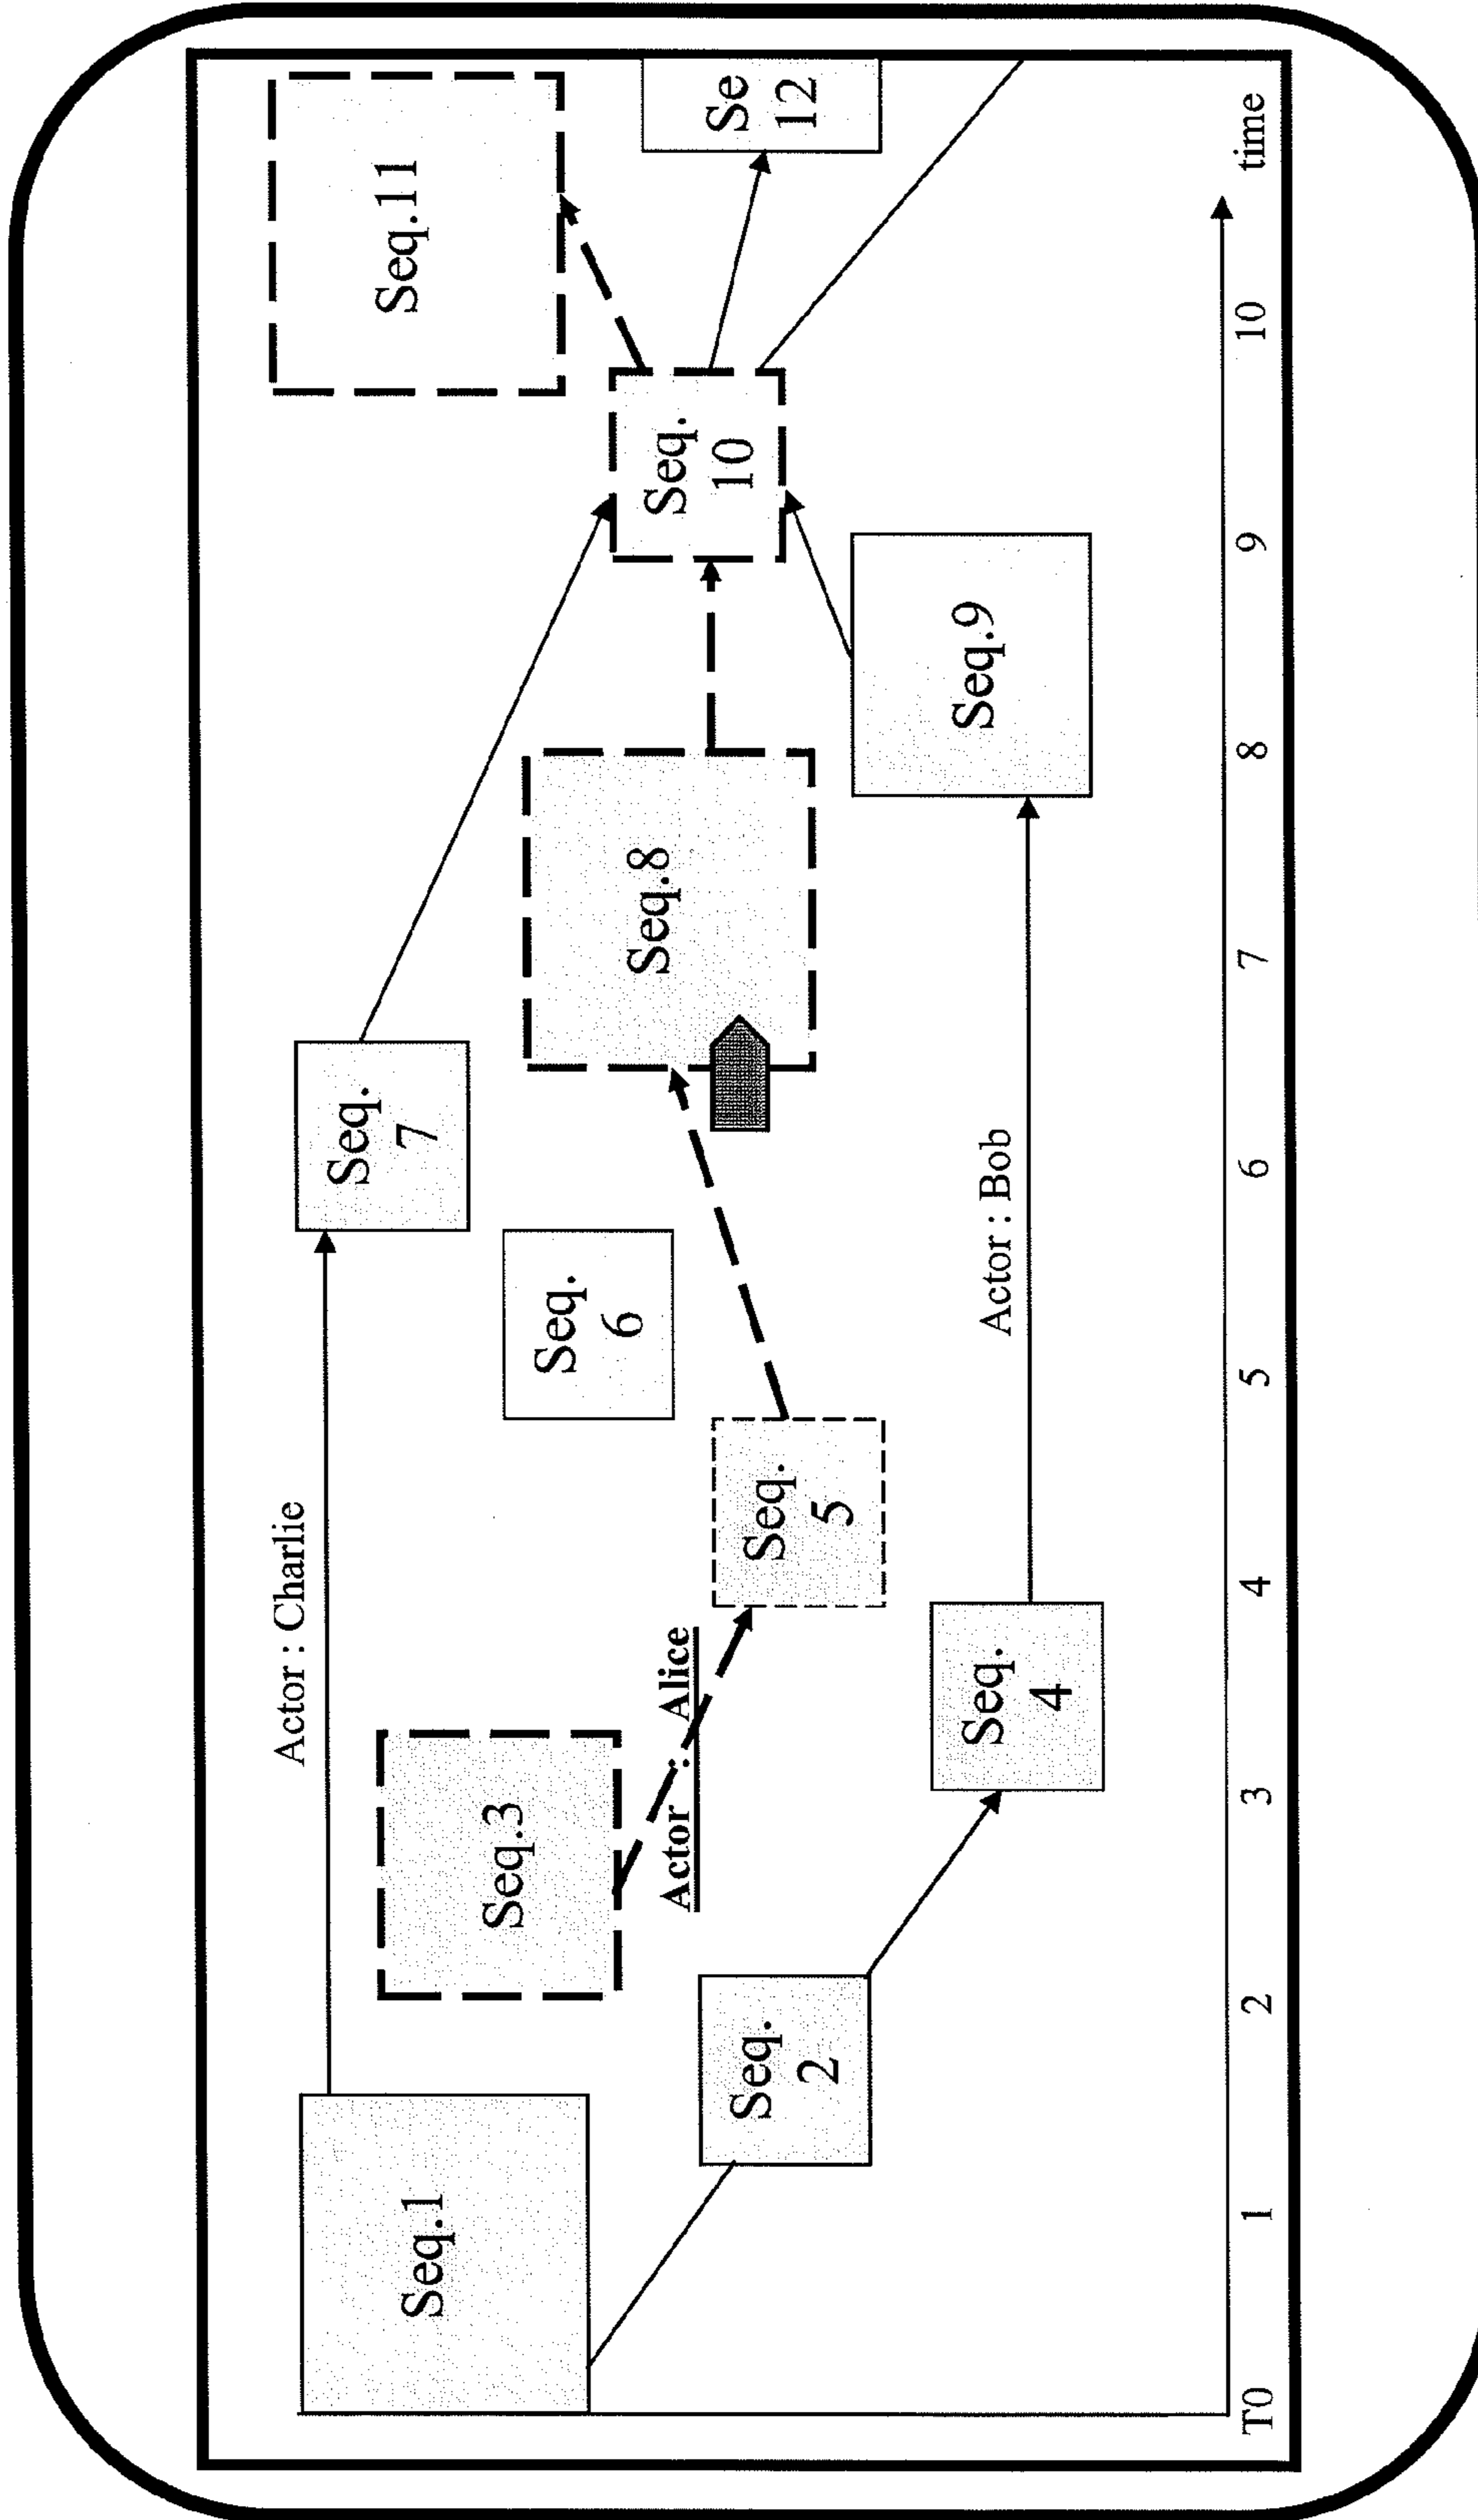 Actor : Charlie
Seq.1
Seq.3
Seq.
7
Seq.11
Seq.
6
Seq.8
Seq.
10
Se
12
Actor : Alice
Seq.
2
Seq.
5
Seq.
4
Actor : Bob
Seq.9
T0 1 2 3 4 5 6 7 8 9 10 time